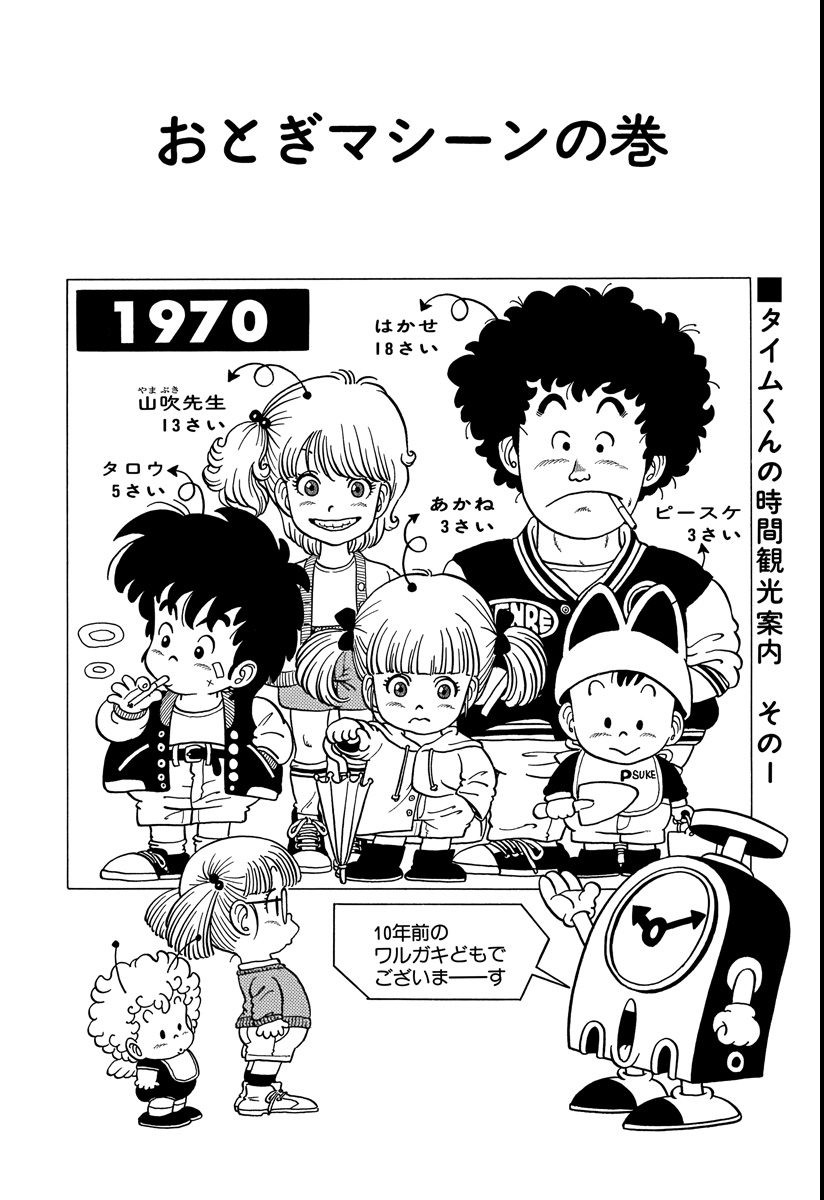 おとぎマシーンの巻
■タイムくんの時間観光案内 その一
1970
はかせ
18さい
やまぶき
山吹先生
13さい
タロウ
5さい
あかね
3さい
ピースケ
3さい
ENRE
PSUKE
10年前の
ワルガキどもで
ございま――す